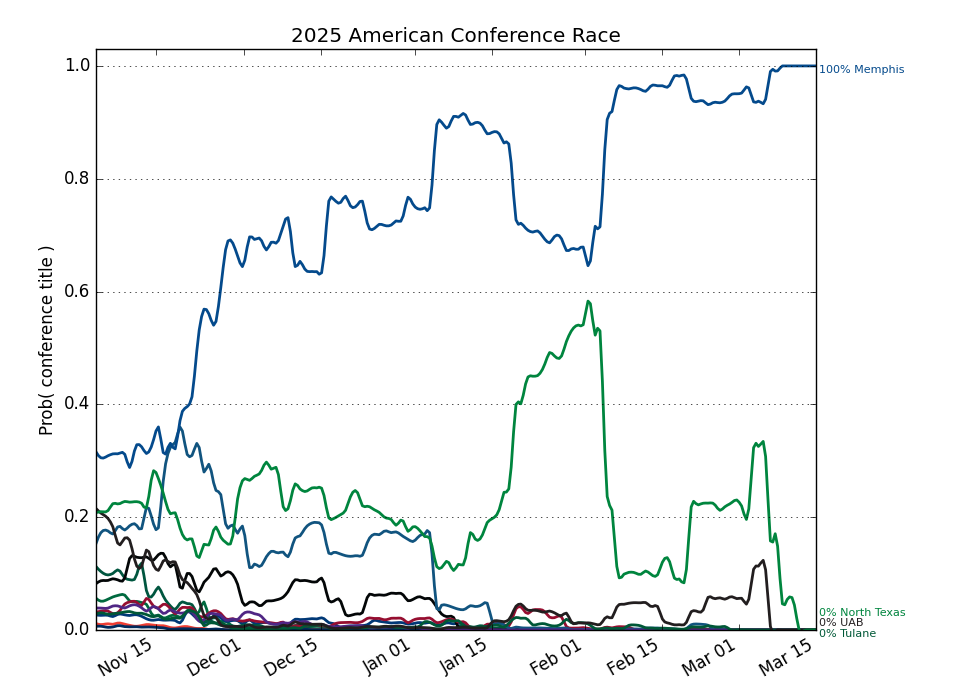 2025 American Conference Race
Prob( conference title )
1.0
0.8
0.6
0.4
0.2
0.0
100% Memphis
0% North Texas
0% UAB
0% Tulane
Nov 15
Dec 01
Dec 15
Jan 01
Jan 15
Feb 01
Feb 15
Mar 01
Mar 15